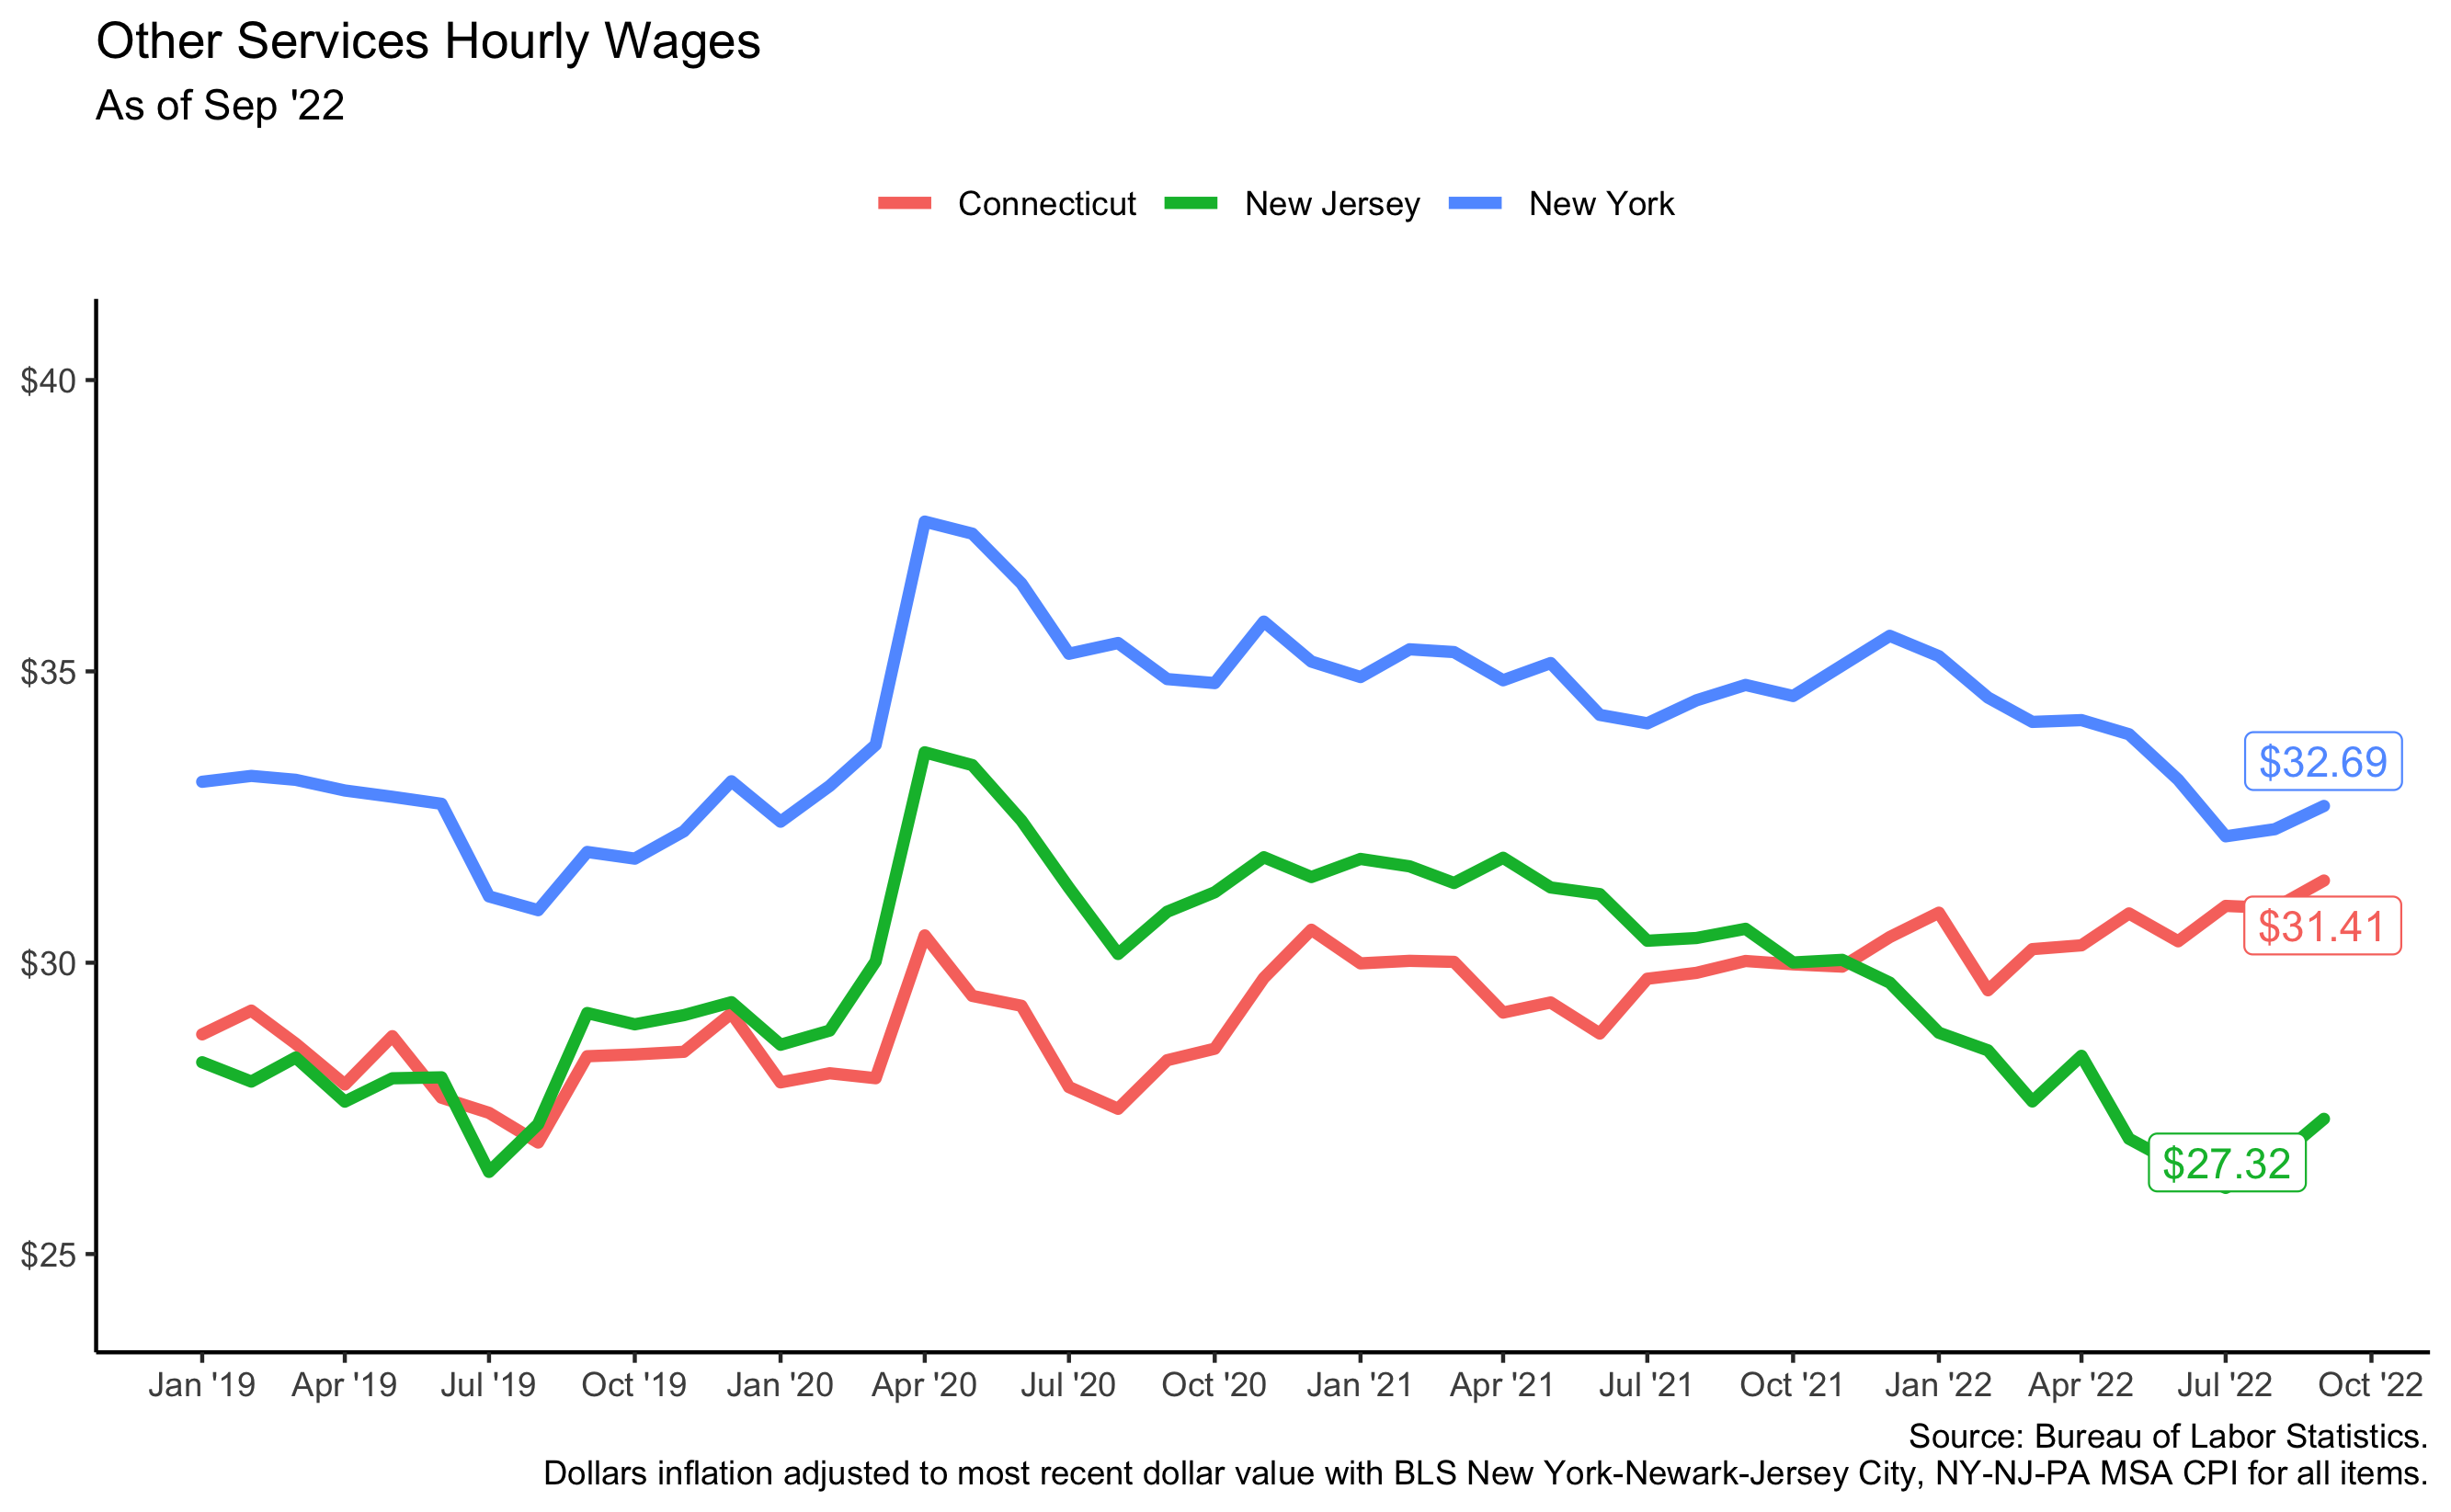 Other Services Hourly Wages
As of Sep '22
Connecticut New Jersey New York
$40
$35
$30
$25
$32.69
$31.41
$27.32
Jan '19 Apr '19 Jul '19 Oct '19 Jan '20 Apr '20 Jul '20 Oct '20 Jan '21 Apr '21 Jul '21 Oct '21 Jan '22 Apr '22 Jul '22 Oct '22
Source: Bureau of Labor Statistics.
Dollars inflation adjusted to most recent dollar value with BLS New York-Newark-Jersey City, NY-NJ-PA MSA CPI for all items.